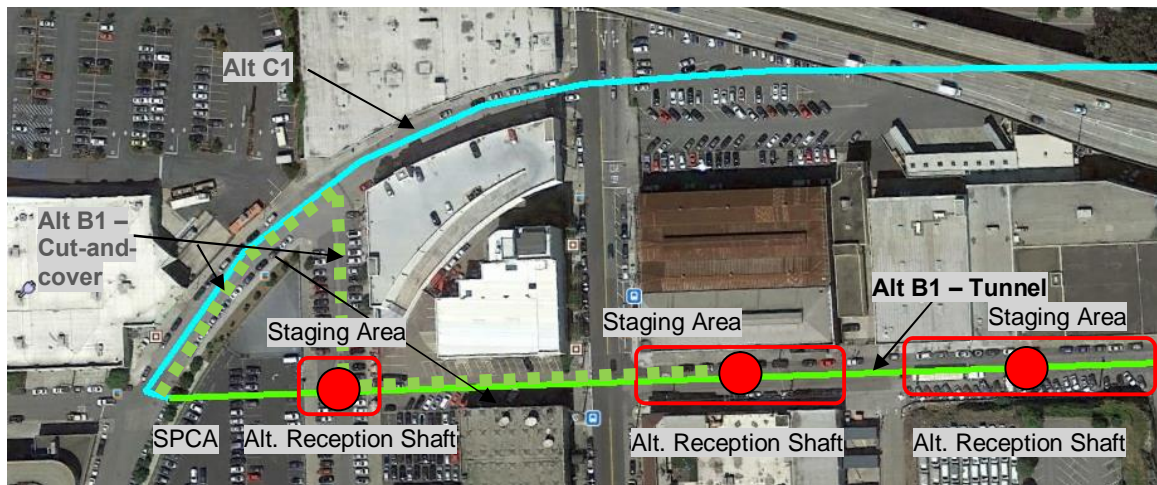 Alt C1
Alt B1 –
Cut-and-
cover
Alt B1 – Tunnel
Staging Area
Staging Area
Staging Area
SPCA
Alt. Reception Shaft
Alt. Reception Shaft
Alt. Reception Shaft